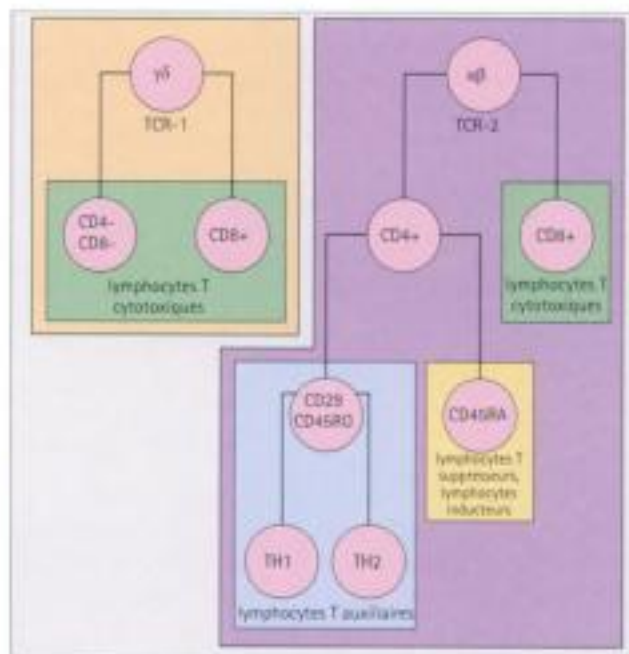 γδ
TCR-1
CD4-
CD8-
CD8+
lymphocytes T
cytotoxiques
αβ
TCR-2
CD4+
CD8+
lymphocytes T
cytotoxiques
CD29
CD45RO
TH1
TH2
lymphocytes T auxiliaires
CD45RA
lymphocytes T
suppresseurs,
lymphocytes
inducteurs